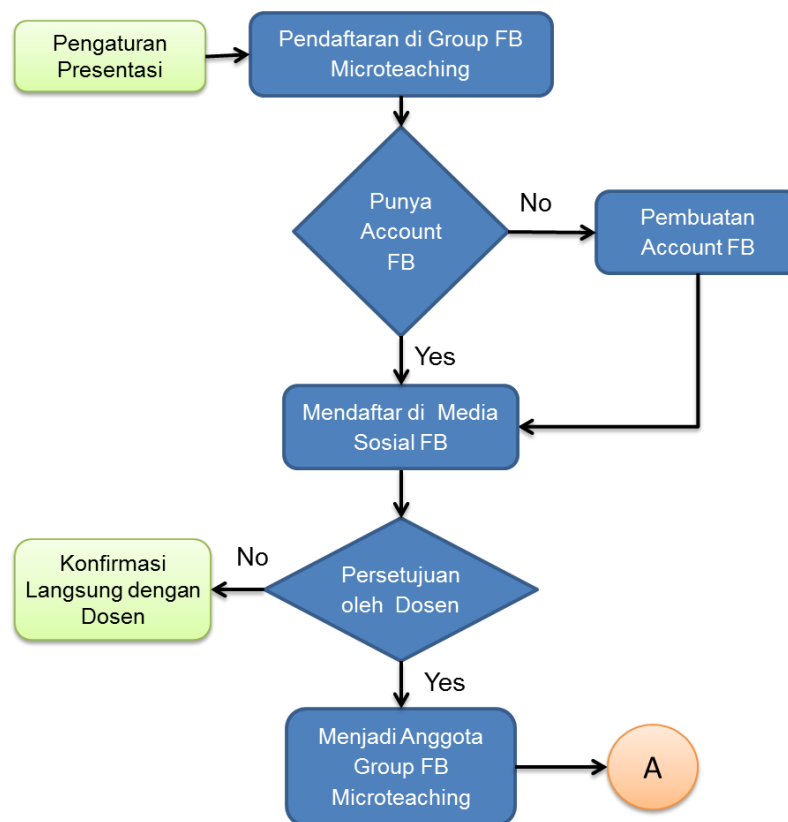 Pengaturan
Presentasi
Pendaftaran di Group FB
Microteaching
Punya
Account
FB
No
Pembuatan
Account FB
Yes
Mendaftar di Media
Sosial FB
Konfirmasi
Langsung dengan
Dosen
No
Persetujuan
oleh Dosen
Yes
Menjadi Anggota
Group FB
Microteaching
A